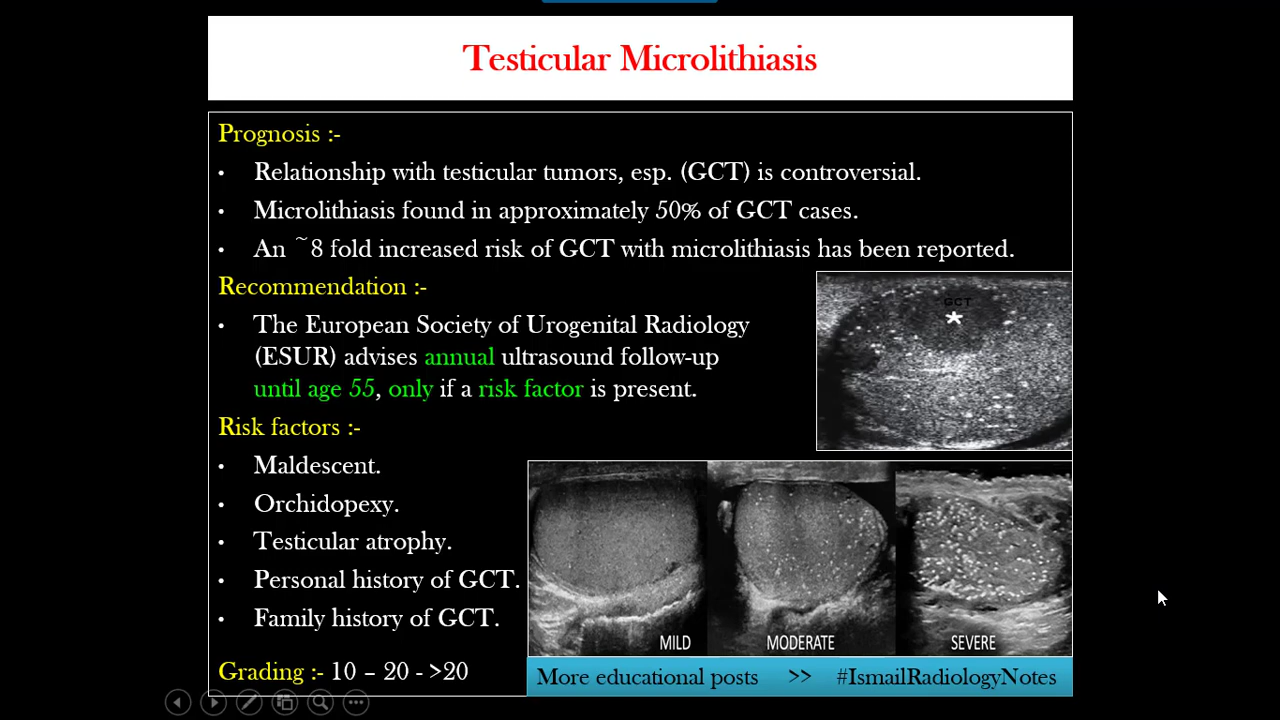 Testicular Microlithiasis
Prognosis :-
• Relationship with testicular tumors, esp. (GCT) is controversial.
• Microlithiasis found in approximately 50% of GCT cases.
• An ~8 fold increased risk of GCT with microlithiasis has been reported.
Recommendation :-
• The European Society of Urogenital Radiology
(ESUR) advises annual ultrasound follow-up
until age 55, only if a risk factor is present.
GCT
Risk factors :-
• Maldescent.
• Orchidopexy.
• Testicular atrophy.
• Personal history of GCT.
• Family history of GCT.
MILD MODERATE SEVERE
Grading :- 10 – 20 - >20
More educational posts >> #IsmailRadiologyNotes